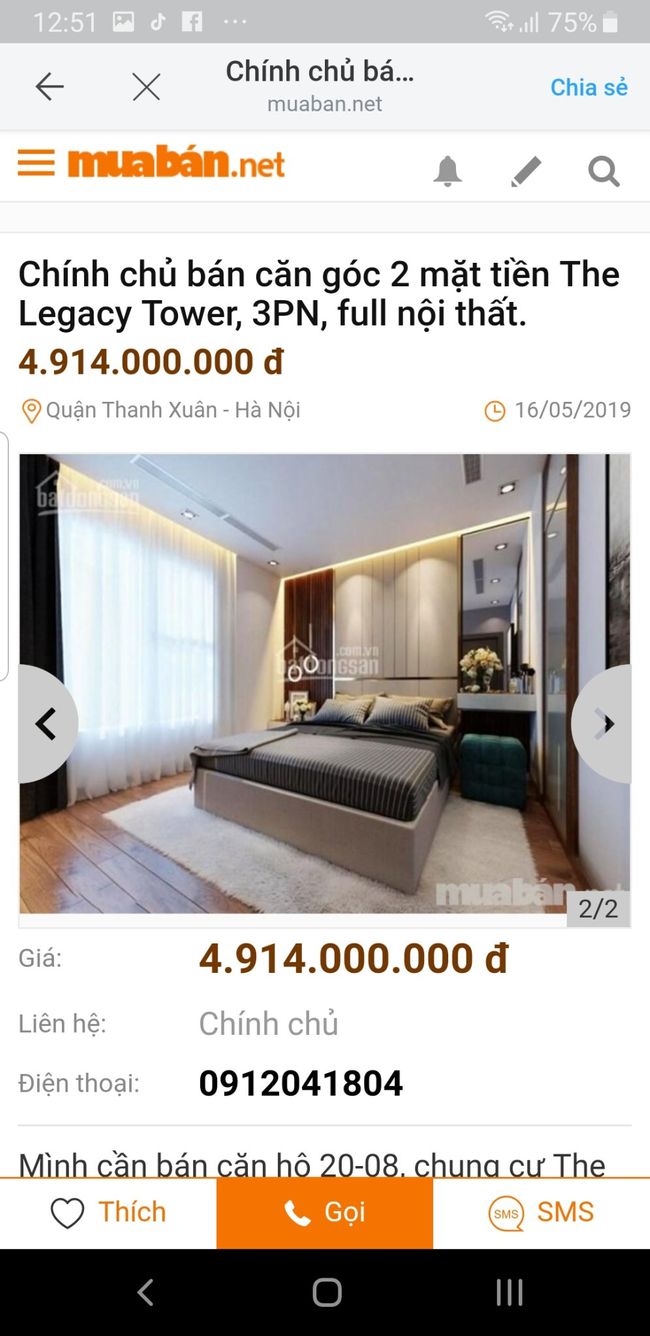 12:51
75%
Chính chủ bá...
muaban.net
Chia sẻ
muabán.net
Chính chủ bán căn góc 2 mặt tiền The
Legacy Tower, 3PN, full nội thất.
4.914.000.000 đ
Quận Thanh Xuân - Hà Nội
16/05/2019
batdongsan.com.vn
batdongsan.com.vn
muabán.net
2/2
Giá:
4.914.000.000 đ
Liên hệ:
Chính chủ
Điện thoại:
0912041804
Mình cần bán căn hộ 20-08, chung cư The
Thích
Gọi
SMS
SMS